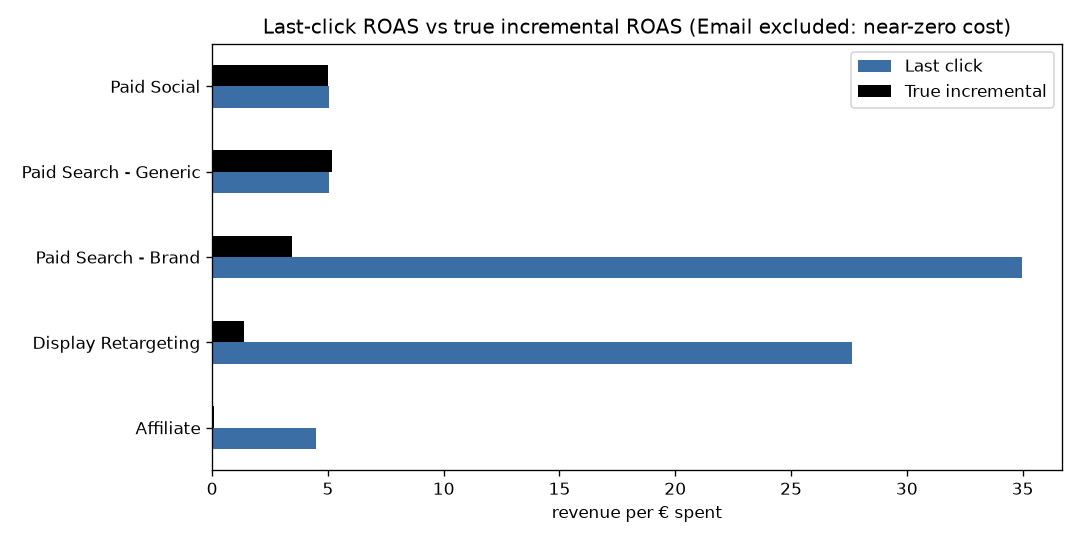 Last-click ROAS vs true incremental ROAS (Email excluded: near-zero cost)
Last click
True incremental
Paid Social
Paid Search - Generic
Paid Search - Brand
Display Retargeting
Affiliate
0 5 10 15 20 25 30 35
revenue per € spent